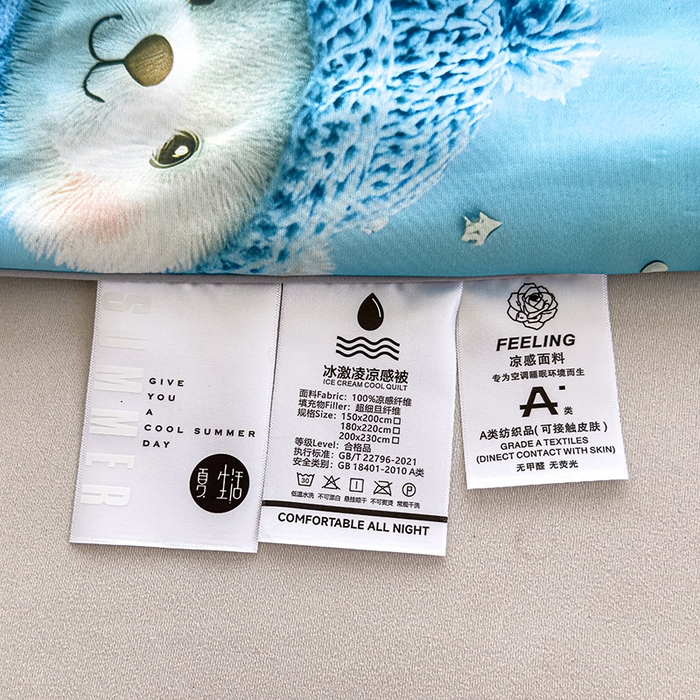 SUMMER
GIVE
YOU
A
COOL SUMMER
DAY
夏生活
冰激凌凉感被
ICE CREAM COOL QUILT
面料Fabric: 100%凉感纤维
填充物Filler: 超细旦纤维
规格Size: 150x200cm□
180x220cm□
200x230cm□
等级Level: 合格品
执行标准: GB/T 22796-2021
安全类别: GB 18401-2010 A类
30
P
低温水洗 不可漂白 悬挂晾干 不可熨烫 常规干洗
COMFORTABLE ALL NIGHT
FEELING
凉感面料
专为空调睡眠环境而生
A类
A类纺织品(可接触皮肤)
GRADE A TEXTILES
(DIRECT CONTACT WITH SKIN)
无甲醛 无荧光